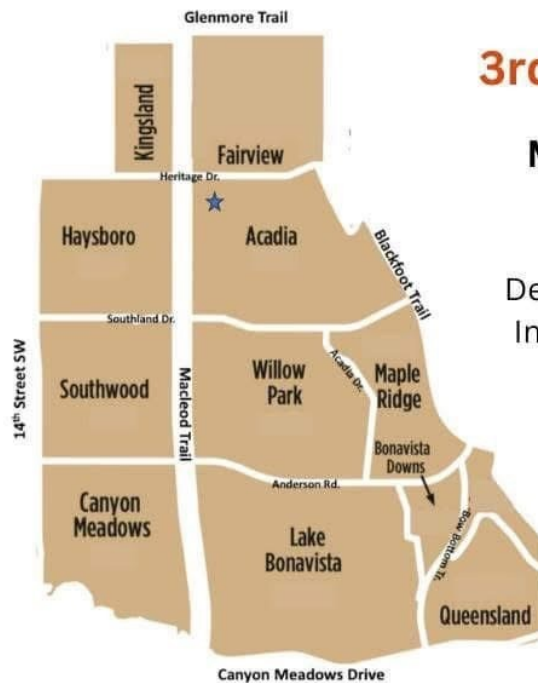 Glenmore Trail
3rd
Kingsland
Fairview
Heritage Dr.
Haysboro
Acadia
Blackfoot Trail
De
In
Southland Dr.
14th Street SW
Southwood
Macleod Trail
Willow
Park
Acadia Dr.
Maple
Ridge
Bonavista
Downs
Anderson Rd.
Canyon
Meadows
Lake
Bonavista
Bow Bottom Tr.
Queensland
Canyon Meadows Drive